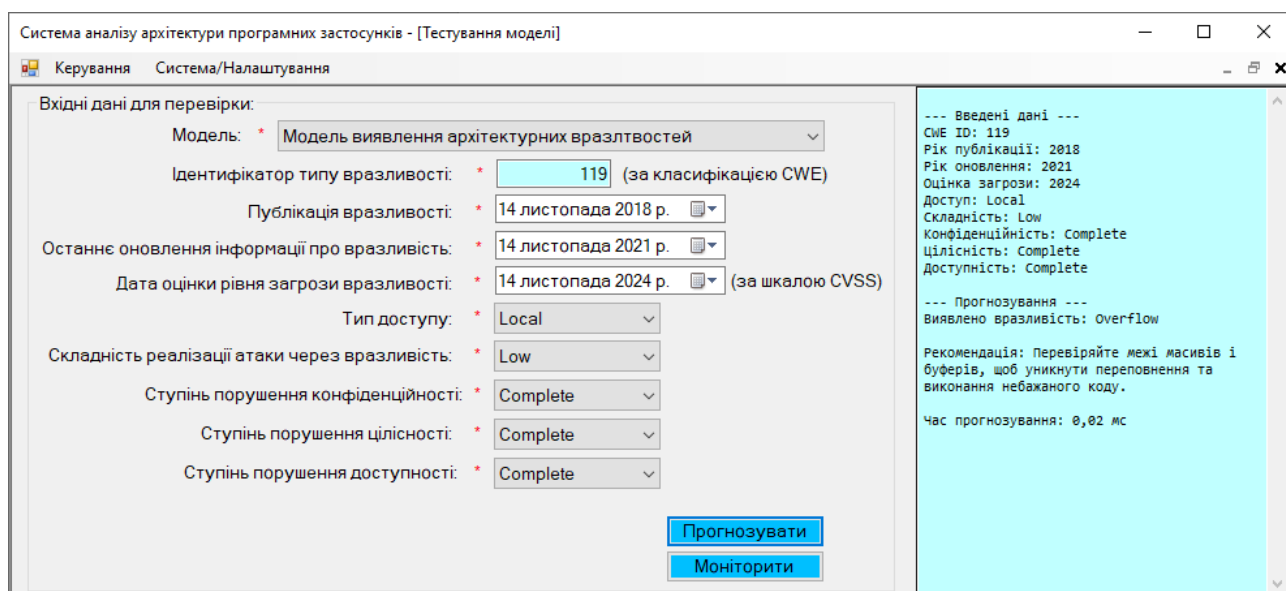 Система аналізу архітектури програмних застосунків - [Тестування моделі]
Керування Система/Налаштування
Вхідні дані для перевірки:
Модель: * Модель виявлення архітектурних вразлтвостей
Ідентифікатор типу вразливості: * 119 (за класифікацією CWE)
Публікація вразливості: * 14 листопада 2018 р.
Останнє оновлення інформації про вразливість: * 14 листопада 2021 р.
Дата оцінки рівня загрози вразливості: * 14 листопада 2024 р. (за шкалою CVSS)
Тип доступу: * Local
Складність реалізації атаки через вразливість: * Low
Ступінь порушення конфіденційності: * Complete
Ступінь порушення цілісності: * Complete
Ступінь порушення доступності: * Complete
Прогнозувати
Моніторити
--- Введені дані ---
CWE ID: 119
Рік публікації: 2018
Рік оновлення: 2021
Оцінка загрози: 2024
Доступ: Local
Складність: Low
Конфіденційність: Complete
Цілісність: Complete
Доступність: Complete
--- Прогнозування ---
Виявлено вразливість: Overflow
Рекомендація: Перевіряйте межі масивів і
буферів, щоб уникнути переповнення та
виконання небажаного коду.
Час прогнозування: 0,02 мс